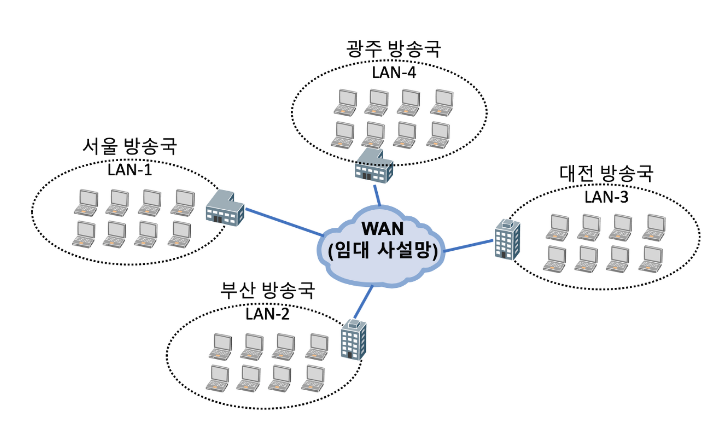 광주 방송국
LAN-4
서울 방송국
LAN-1
대전 방송국
LAN-3
WAN
(임대 사설망)
부산 방송국
LAN-2